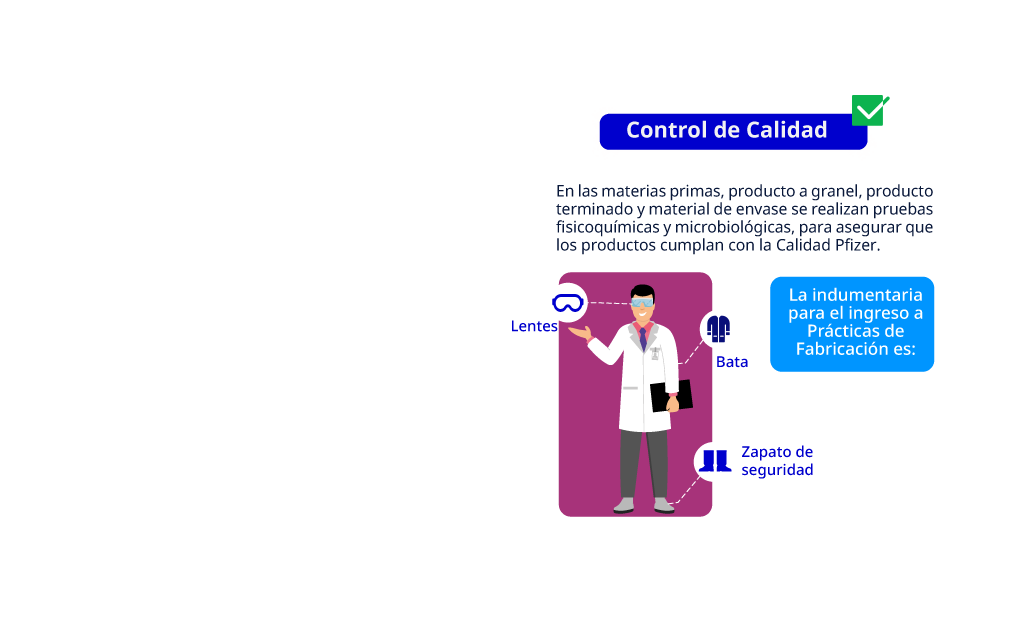 Control de Calidad
En las materias primas, producto a granel, producto
terminado y material de envase se realizan pruebas
fisicoquímicas y microbiológicas, para asegurar que
los productos cumplan con la Calidad Pfizer.
La indumentaria
para el ingreso a
Prácticas de
Fabricación es:
Lentes
Bata
Zapato de
seguridad